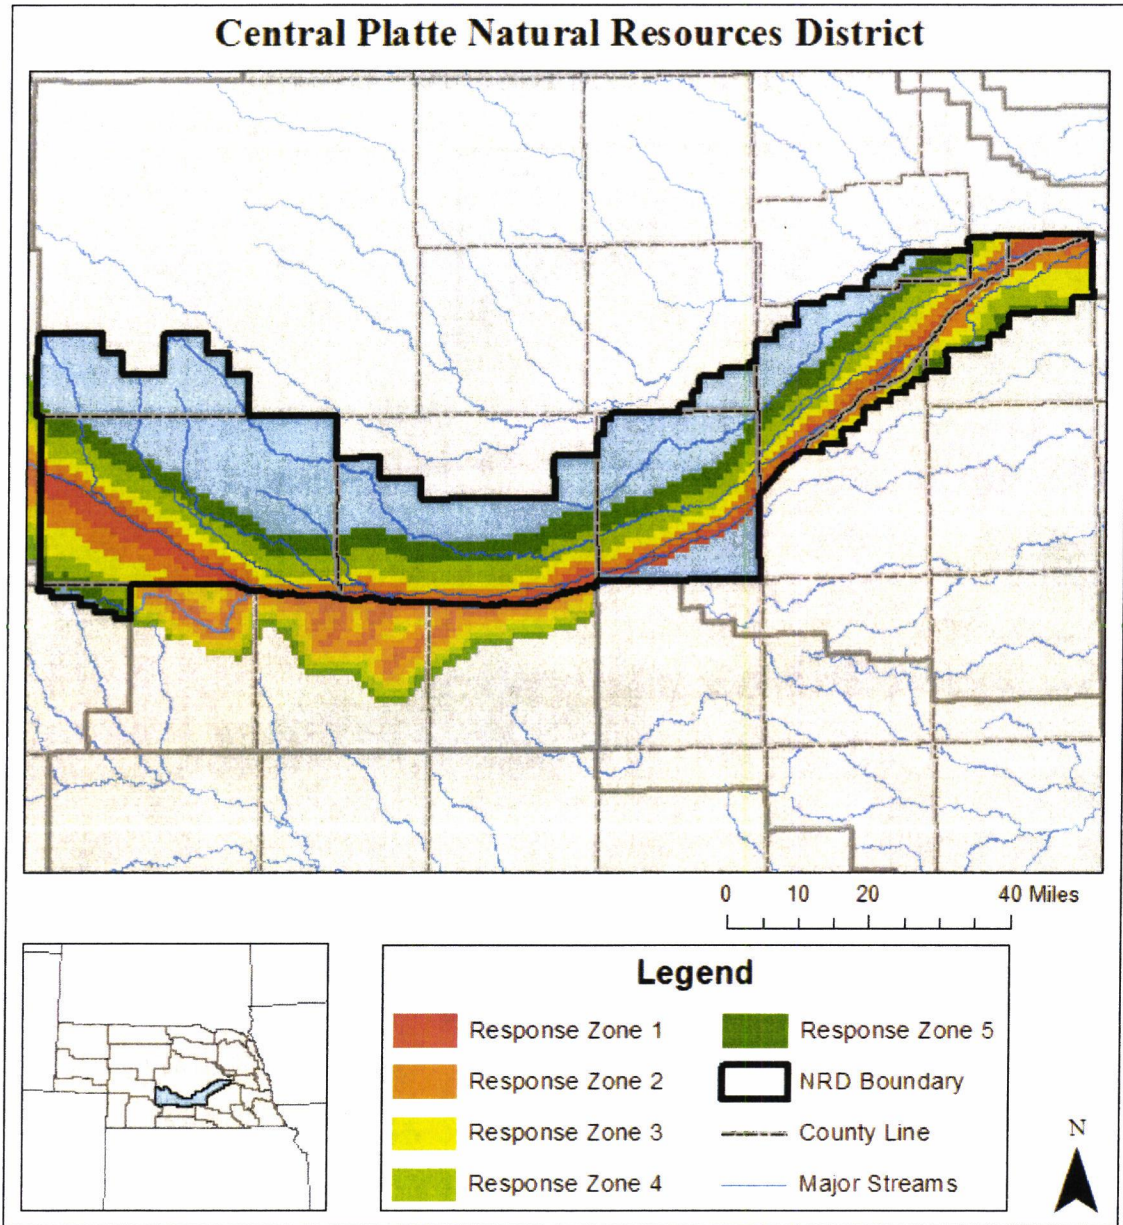 Central Platte Natural Resources District
0 10 20 40 Miles
Legend
Response Zone 1
Response Zone 2
Response Zone 3
Response Zone 4
Response Zone 5
NRD Boundary
County Line
Major Streams
N